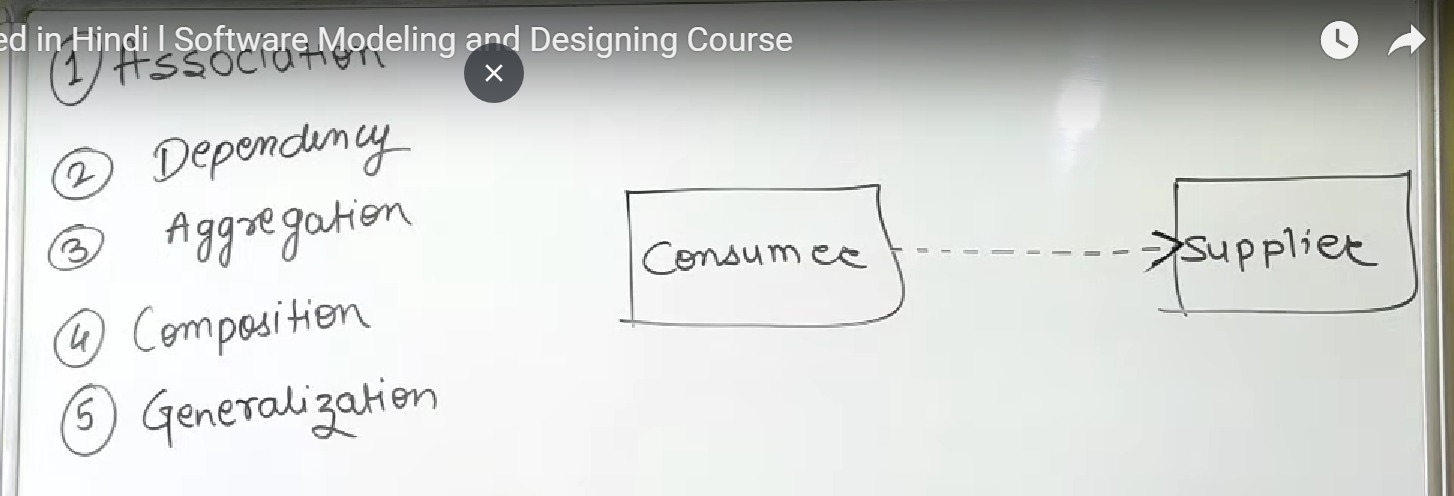 ed in Hindi | Software Modeling and Designing Course
① Association
② Dependency
③ Aggregation
④ Composition
⑤ Generalization
Consumer
Supplier